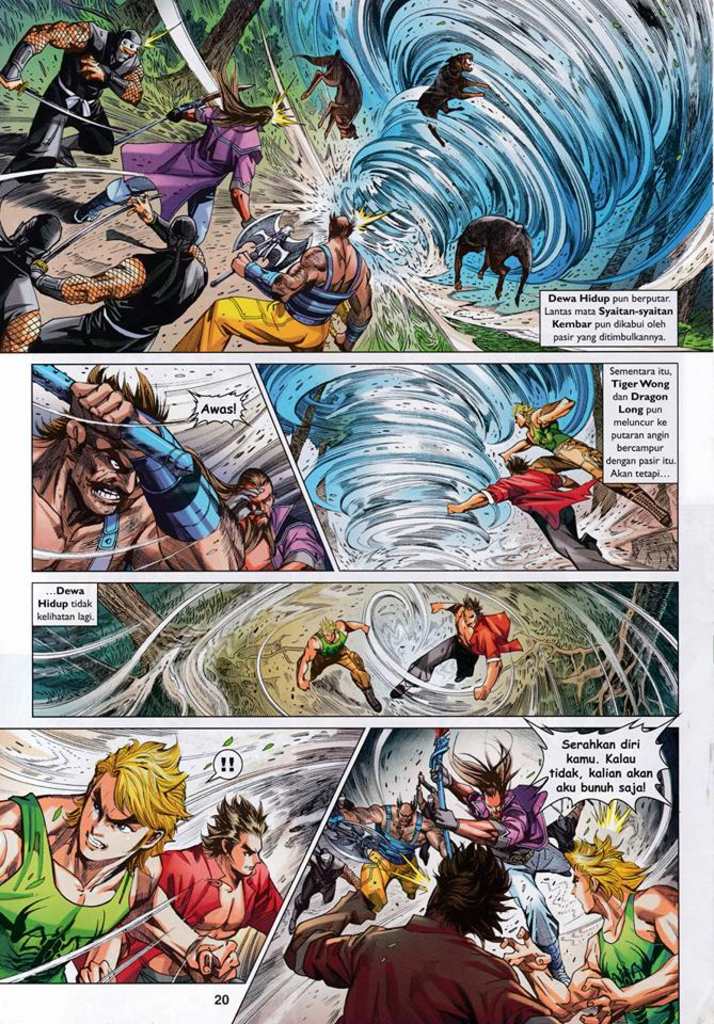 Dewa Hidup pun berputar.
Lantas mata Syaitan-syaitan
Kembar pun dikabui oleh
pasir yang ditimbulkannya.
Awas!
Sementara itu,
Tiger Wong
dan Dragon
Long pun
meluncur ke
putaran angin
bercampur
dengan pasir itu.
Akan tetapi...
...Dewa
Hidup tidak
kelihatan lagi.
!!
Serahkan diri
kamu. Kalau
tidak, kalian akan
aku bunuh saja!
20